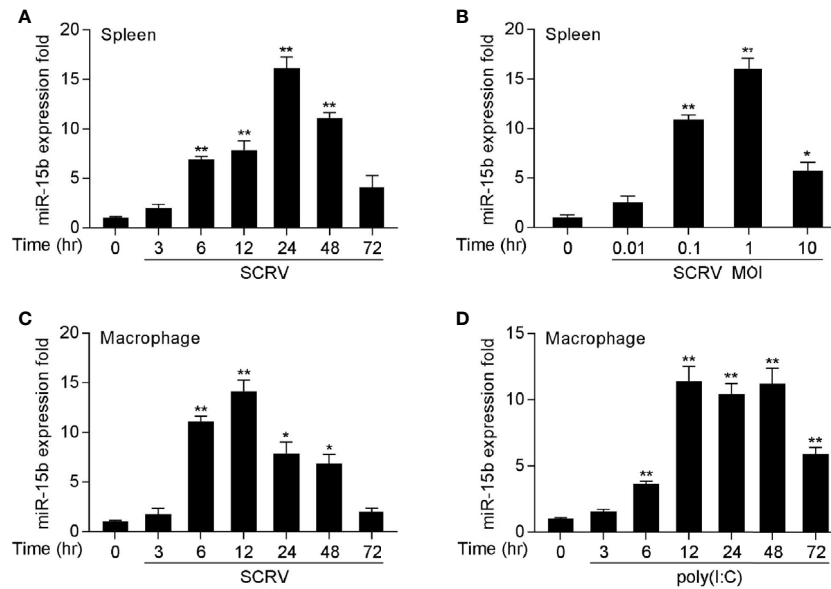 A
Spleen
miR-15b expression fold
20
15
10
5
0
** ** ** **
Time (hr) 0 3 6 12 24 48 72
SCRV
B
Spleen
miR-15b expression fold
20
15
10
5
0
** ** *
Time (hr) 0 0.01 0.1 1 10
SCRV MOI
C
Macrophage
miR-15b expression fold
20
15
10
5
0
** ** * *
Time (hr) 0 3 6 12 24 48 72
SCRV
D
Macrophage
miR-15b expression fold
15
10
5
0
** ** ** ** **
Time (hr) 0 3 6 12 24 48 72
poly(I:C)